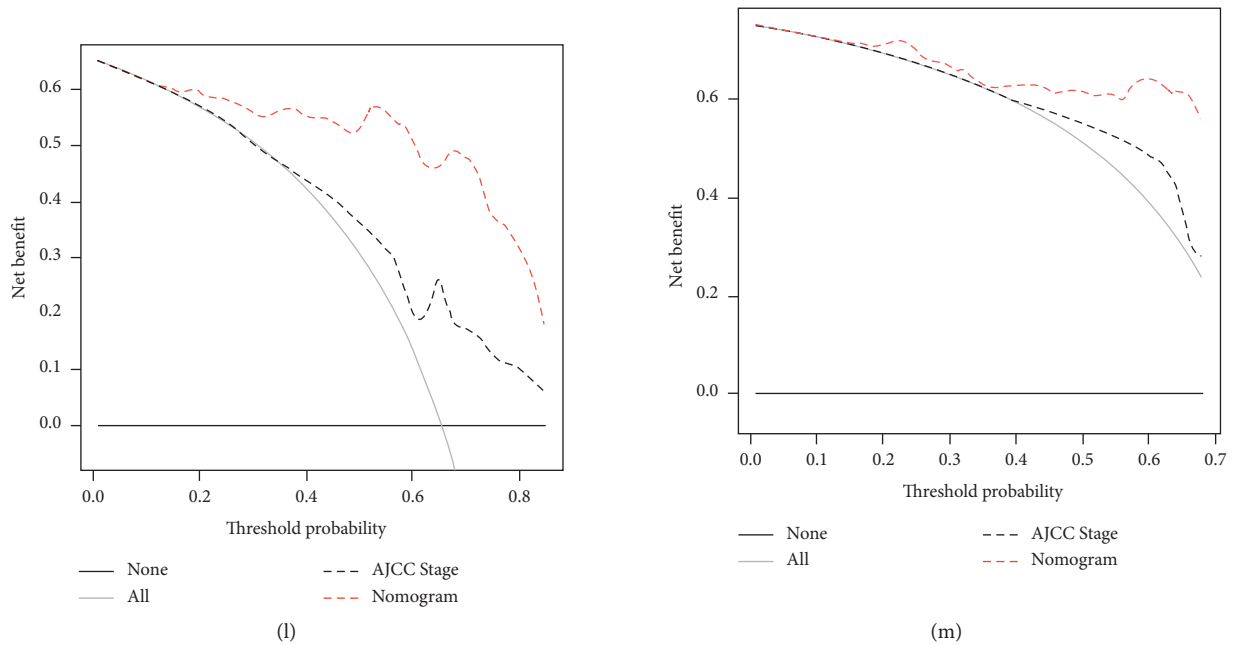 0.6
0.5
0.4
0.3
0.2
0.1
0.0
Net benefit
0.0 0.2 0.4 0.6 0.8
Threshold probability
None
All
AJCC Stage
Nomogram
(l)
0.6
0.4
0.2
0.0
Net benefit
0.0 0.1 0.2 0.3 0.4 0.5 0.6 0.7
Threshold probability
None
All
AJCC Stage
Nomogram
(m)